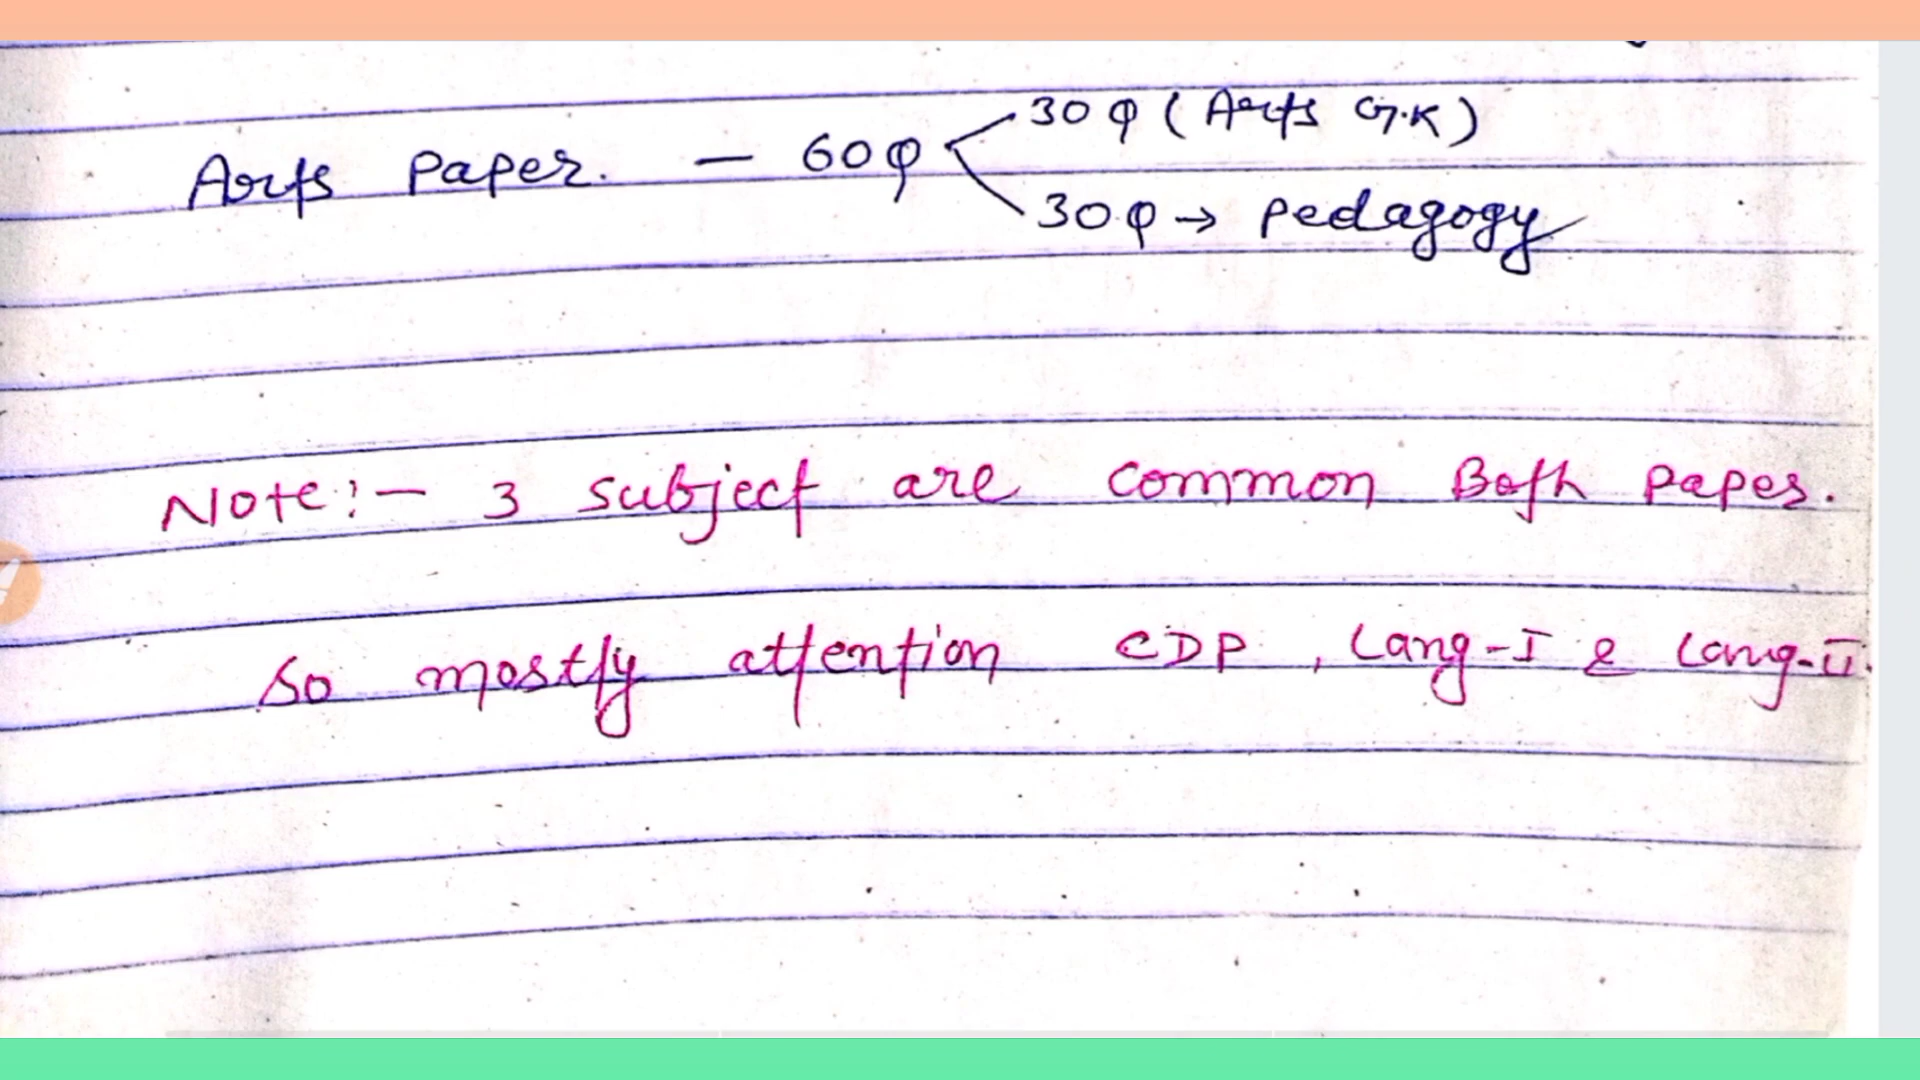 30 Q ( Arts G.K )
Arts Paper. — 60 Q
30 Q → Pedagogy
Note:- 3 subject are common Both papes.
So mostly attention CDP, Lang-I & Lang-II.